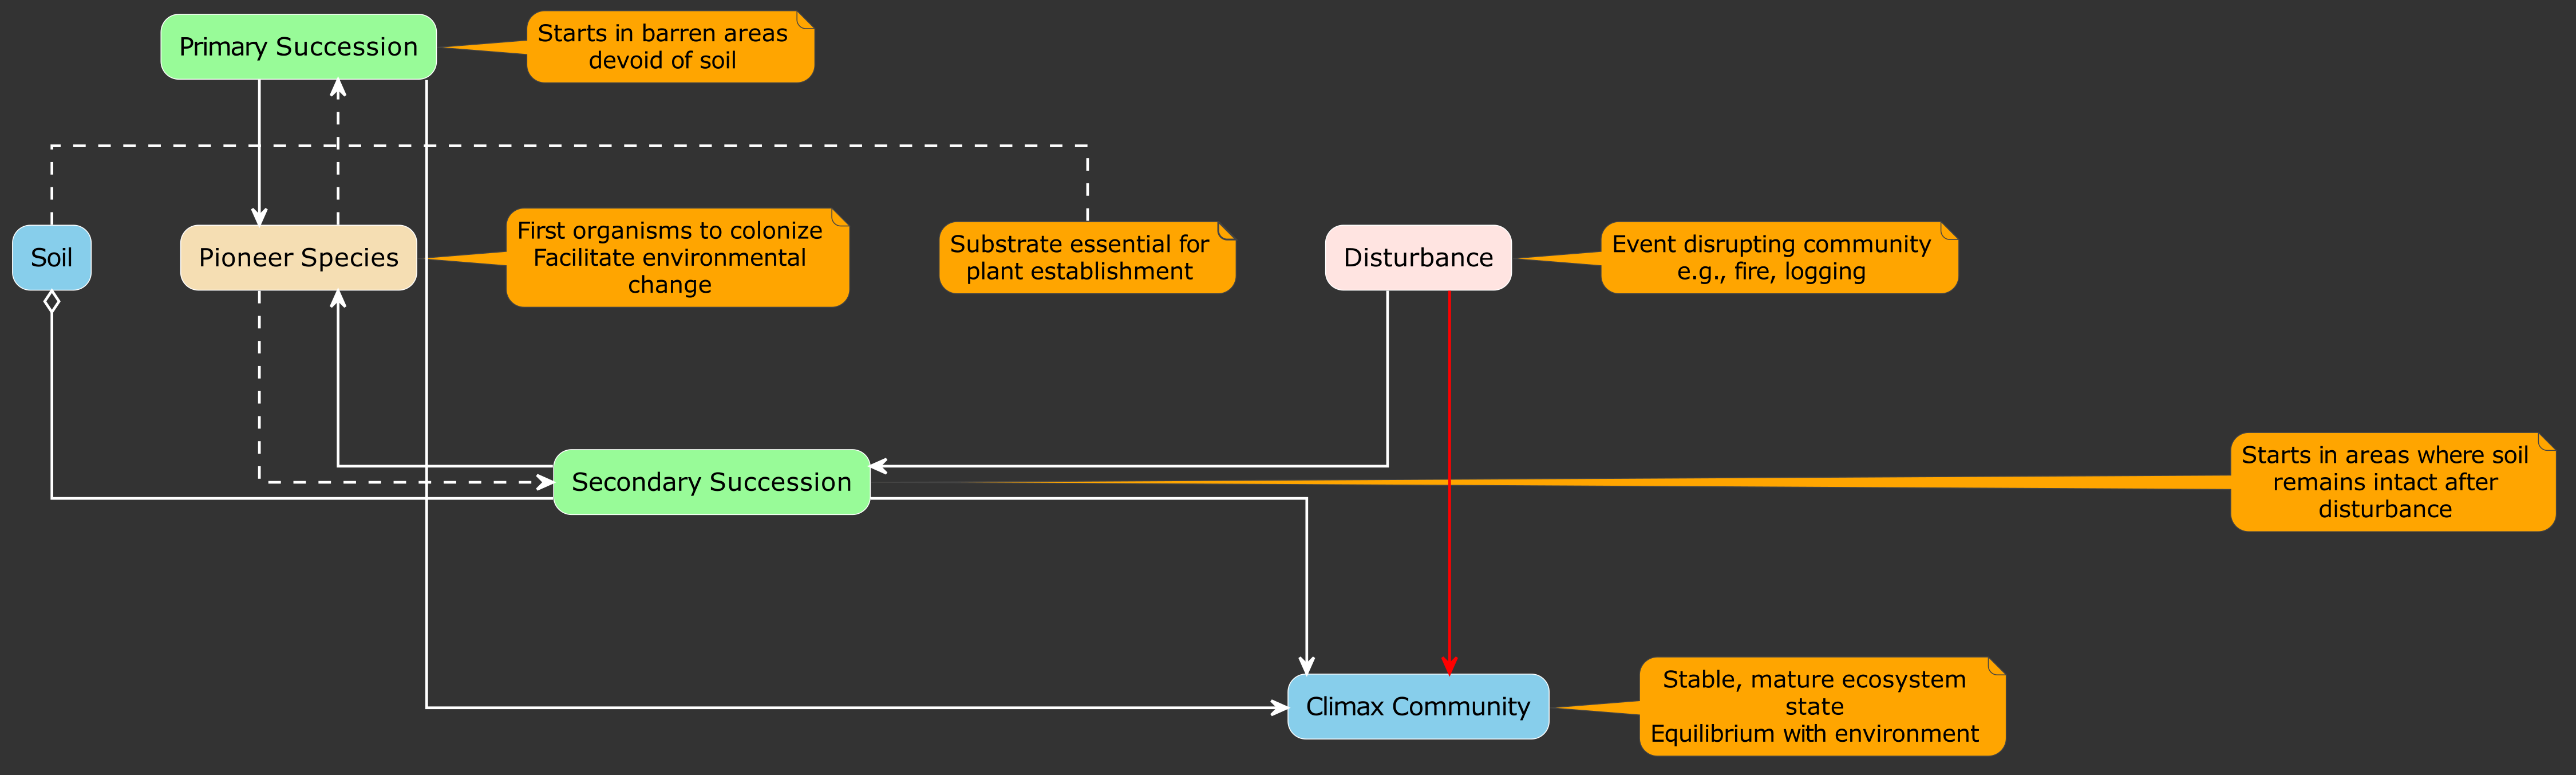 Primary Succession
Starts in barren areas
devoid of soil
Soil
Pioneer Species
First organisms to colonize
Facilitate environmental
change
Substrate essential for
plant establishment
Disturbance
Event disrupting community
e.g., fire, logging
Secondary Succession
Starts in areas where soil
remains intact after
disturbance
Climax Community
Stable, mature ecosystem
state
Equilibrium with environment